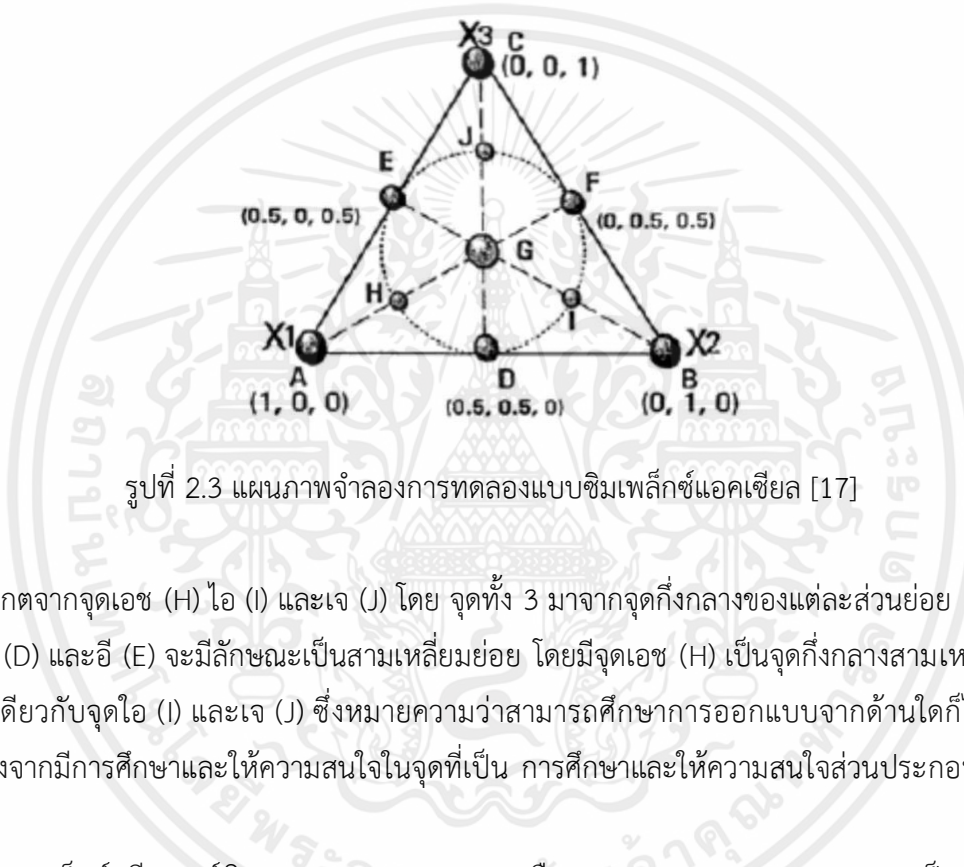 X3 C
(0, 0, 1)
J
E
F
(0.5, 0, 0.5)
(0, 0.5, 0.5)
G
H
I
X1
X2
A
D
B
(1, 0, 0)
(0.5, 0.5, 0)
(0, 1, 0)
รูปที่ 2.3 แผนภาพจำลองการทดลองแบบซิมเพล็กซ์แอคเซียล [17]
กตจากจุดเอช (H) ไอ (I) และเจ (J) โดย จุดทั้ง 3 มาจากจุดกึ่งกลางของแต่ละส่วนย่อย
(D) และอี (E) จะมีลักษณะเป็นสามเหลี่ยมย่อย โดยมีจุดเอช (H) เป็นจุดกึ่งกลางสามเห
ดียวกับจุดไอ (I) และเจ (J) ซึ่งหมายความว่าสามารถศึกษาการออกแบบจากด้านใดก็
งจากมีการศึกษาและให้ความสนใจในจุดที่เป็น การศึกษาและให้ความสนใจส่วนประกอ